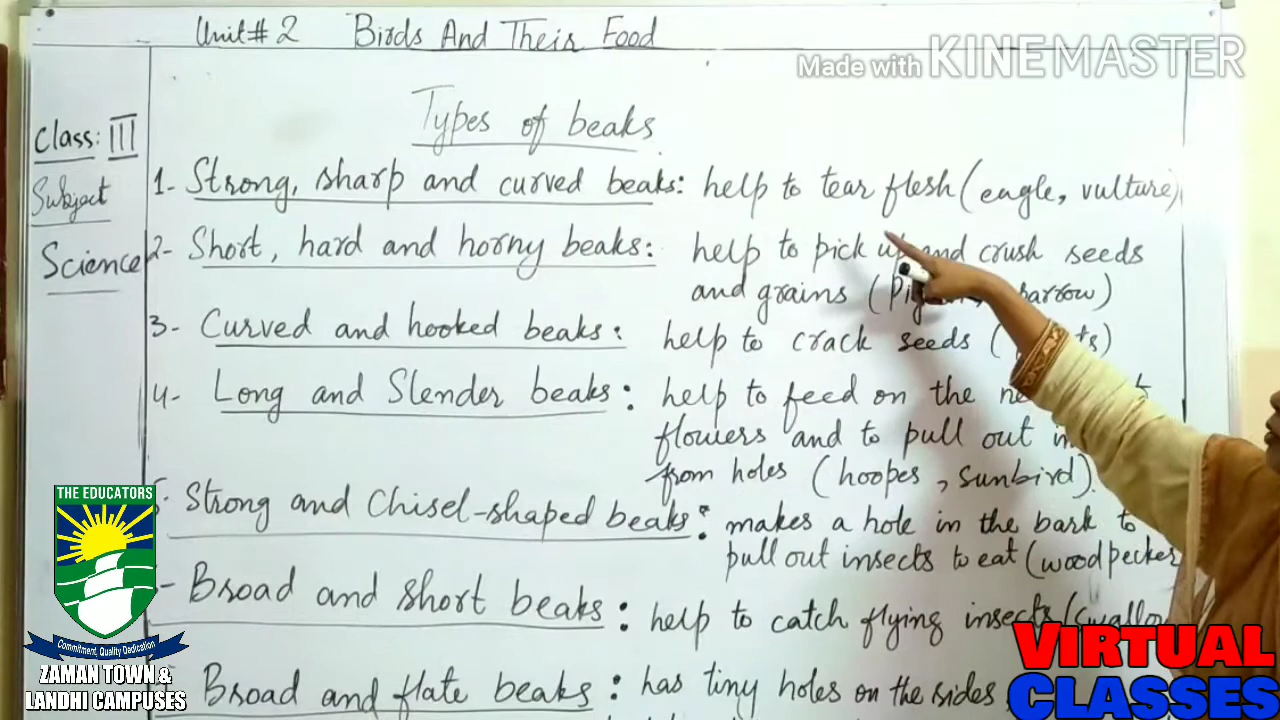 Unit# 2 Birds And Their Food
Made with KINEMASTER
Types of beaks
Class: III
Subject
Science
1- Strong, sharp and curved beaks: help to tear flesh (eagle, vulture)
2- Short, hard and horny beaks: help to pick up and crush seeds
and grains ( sparrow)
3- Curved and hooked beaks: help to crack seeds (
4- Long and Slender beaks: help to feed on the
flowers and to pull out
from holes (hoopes, sunbird).
Strong and Chisel-shaped beaks: makes a hole in the bark to
pull out insects to eat (woodpecker
- Broad and short beaks: help to catch flying insects (swallow
Broad and flate beaks: has tiny holes on the sides
THE EDUCATORS
Commitment, Quality Dedication
ZAMAN TOWN &
LANDHI CAMPUSES
VIRTUAL
CLASSES